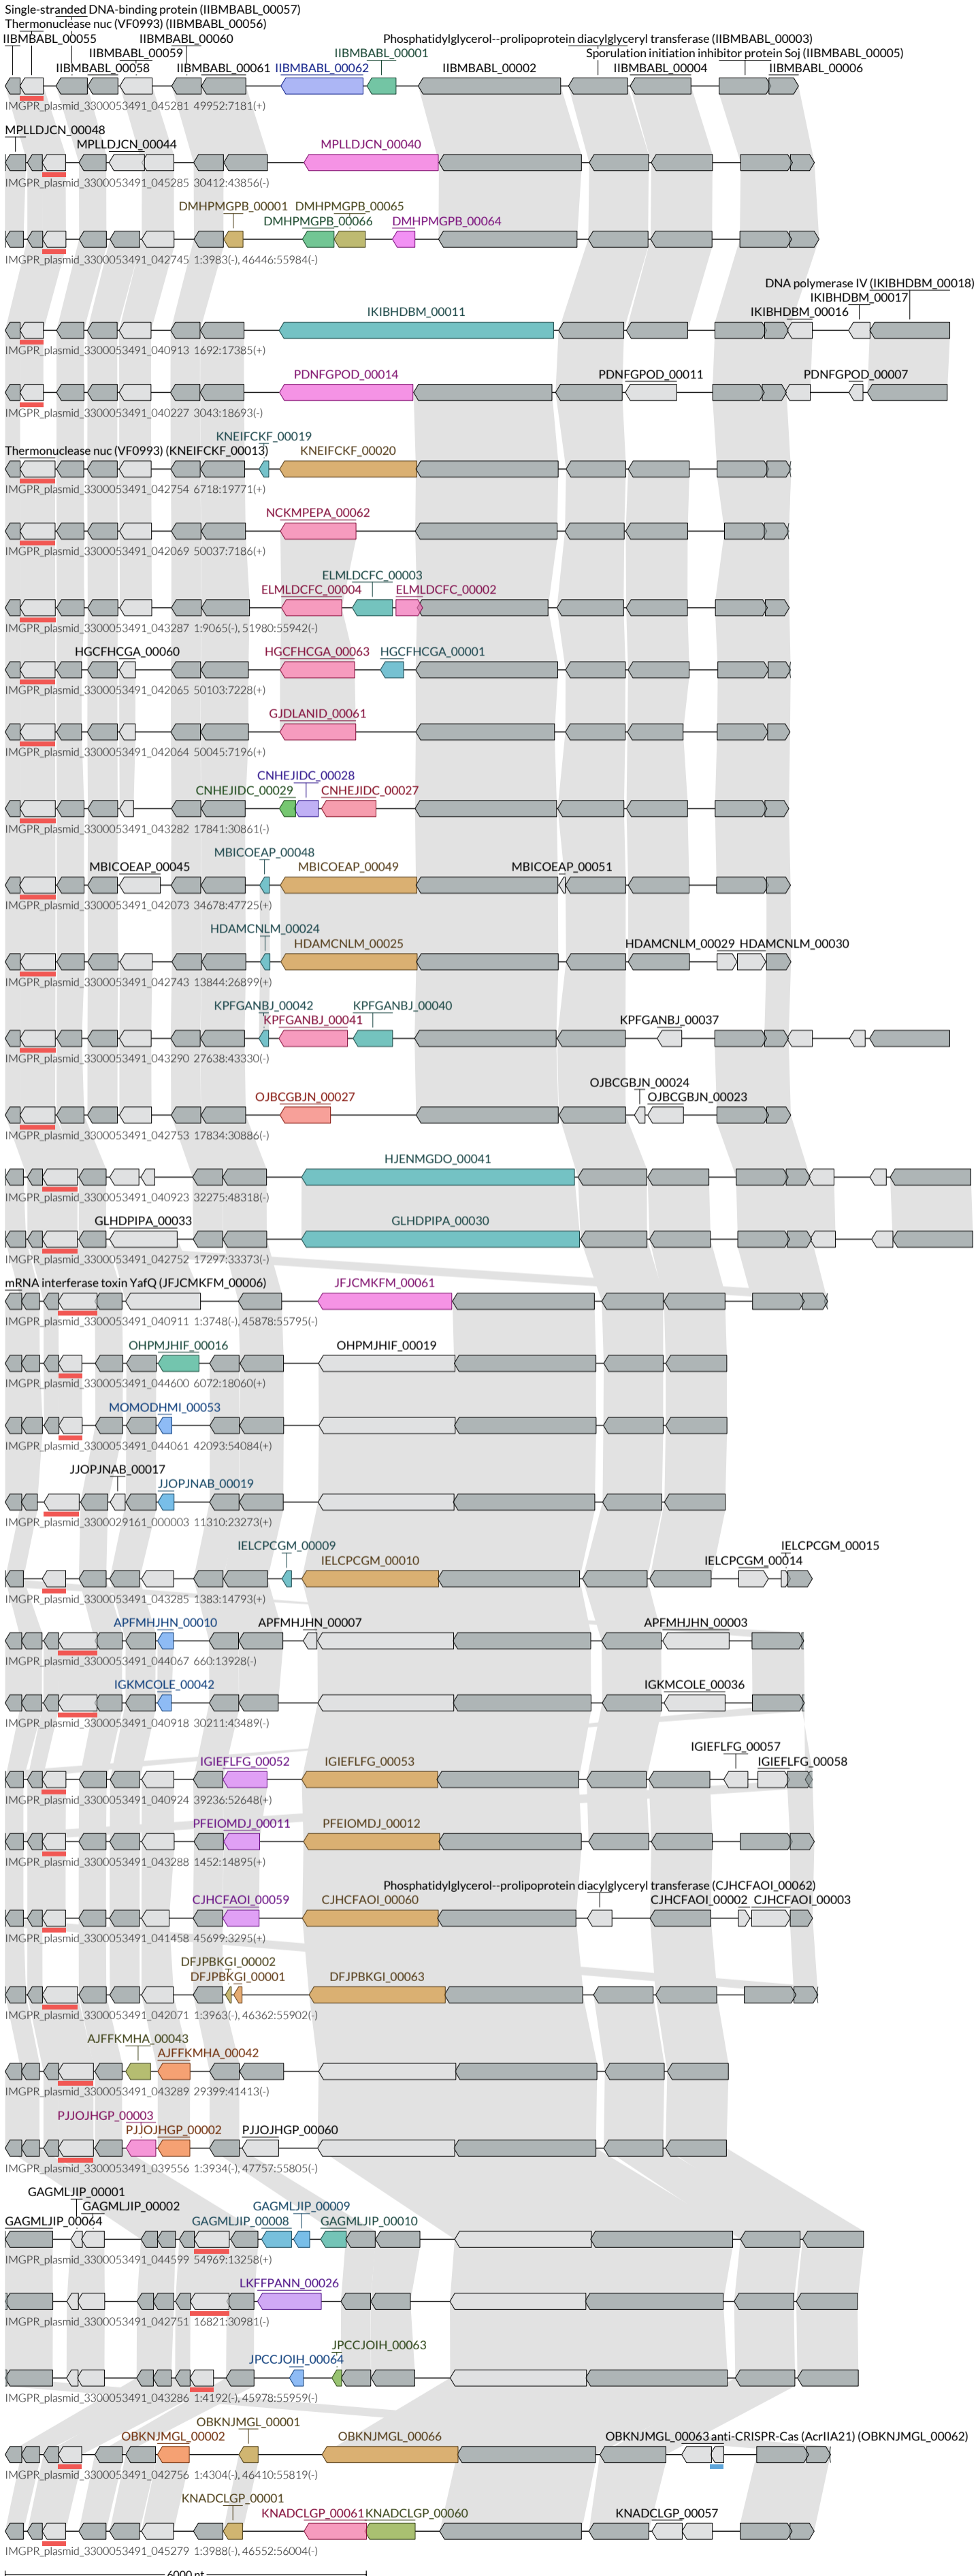 Single-stranded DNA-binding protein (IIBMBABL_00057)
Thermonuclease nuc (VF0993) (IIBMBABL_00056)
IIBMBABL_00055 IIBMBABL_00060 Phosphatidylglycerol--prolipoprotein diacylglyceryl transferase (IIBMBABL_00003)
IIBMBABL_00059 IIBMBABL_00001 Sporulation initiation inhibitor protein Soj (IIBMBABL_00005)
IIBMBABL_00058 IIBMBABL_00061 IIBMBABL_00062 IIBMBABL_00002 IIBMBABL_00004 IIBMBABL_00006
IMGPR_plasmid_3300053491_045281 49952:7181(+)
MPLLDJCN_00048
MPLLDJCN_00044 MPLLDJCN_00040
IMGPR_plasmid_3300053491_045285 30412:43856(-)
DMHPMGPB_00001 DMHPMGPB_00065
DMHPMGPB_00066 DMHPMGPB_00064
IMGPR_plasmid_3300053491_042745 1:3983(-), 46446:55984(-)
DNA polymerase IV (IKIBHDBM_00018)
IKIBHDBM_00017
IKIBHDBM_00011 IKIBHDBM_00016
IMGPR_plasmid_3300053491_040913 1692:17385(+)
PDNFGPOD_00014 PDNFGPOD_00011 PDNFGPOD_00007
IMGPR_plasmid_3300053491_040227 3043:18693(-)
KNEIFCKF_00019
Thermonuclease nuc (VF0993) (KNEIFCKF_00013) KNEIFCKF_00020
IMGPR_plasmid_3300053491_042754 6718:19771(+)
NCKMPEPA_00062
IMGPR_plasmid_3300053491_042069 50037:7186(+)
ELMLDCFC_00003
ELMLDCFC_00004 ELMLDCFC_00002
IMGPR_plasmid_3300053491_043287 1:9065(-), 51980:55942(-)
HGCFHCGA_00060 HGCFHCGA_00063 HGCFHCGA_00001
IMGPR_plasmid_3300053491_042065 50103:7228(+)
GJDLANID_00061
IMGPR_plasmid_3300053491_042064 50045:7196(+)
CNHEJIDC_00028
CNHEJIDC_00029 CNHEJIDC_00027
IMGPR_plasmid_3300053491_043282 17841:30861(-)
MBICOEAP_00048
MBICOEAP_00045 MBICOEAP_00049 MBICOEAP_00051
IMGPR_plasmid_3300053491_042073 34678:47725(+)
HDAMCNLM_00024
HDAMCNLM_00025 HDAMCNLM_00029 HDAMCNLM_00030
IMGPR_plasmid_3300053491_042743 13844:26899(+)
KPFGANBJ_00042 KPFGANBJ_00040
KPFGANBJ_00041 KPFGANBJ_00037
IMGPR_plasmid_3300053491_043290 27638:43330(-)
OJBCGBJN_00024
OJBCGBJN_00027 OJBCGBJN_00023
IMGPR_plasmid_3300053491_042753 17834:30886(-)
HJENMGDO_00041
IMGPR_plasmid_3300053491_040923 32275:48318(-)
GLHDPIPA_00033 GLHDPIPA_00030
IMGPR_plasmid_3300053491_042752 17297:33373(-)
mRNA interferase toxin YafQ (JFJCMKFM_00006) JFJCMKFM_00061
IMGPR_plasmid_3300053491_040911 1:3748(-), 45878:55795(-)
OHPMJHIF_00016 OHPMJHIF_00019
IMGPR_plasmid_3300053491_044600 6072:18060(+)
MOMODHMI_00053
IMGPR_plasmid_3300053491_044061 42093:54084(+)
JJOPJNAB_00017
JJOPJNAB_00019
IMGPR_plasmid_3300029161_000003 11310:23273(+)
IELCPCGM_00009 IELCPCGM_00015
IELCPCGM_00010 IELCPCGM_00014
IMGPR_plasmid_3300053491_043285 1383:14793(+)
APFMHJHN_00010 APFMHJHN_00007 APFMHJHN_00003
IMGPR_plasmid_3300053491_044067 660:13928(-)
IGKMCOLE_00042 IGKMCOLE_00036
IMGPR_plasmid_3300053491_040918 30211:43489(-)
IGIEFLFG_00057
IGIEFLFG_00052 IGIEFLFG_00053 IGIEFLFG_00058
IMGPR_plasmid_3300053491_040924 39236:52648(+)
PFEIOMDJ_00011 PFEIOMDJ_00012
IMGPR_plasmid_3300053491_043288 1452:14895(+)
Phosphatidylglycerol--prolipoprotein diacylglyceryl transferase (CJHCFAOI_00062)
CJHCFAOI_00059 CJHCFAOI_00060 CJHCFAOI_00002 CJHCFAOI_00003
IMGPR_plasmid_3300053491_041458 45699:3295(+)
DFJPBKGI_00002
DFJPBKGI_00001 DFJPBKGI_00063
IMGPR_plasmid_3300053491_042071 1:3963(-), 46362:55902(-)
AJFFKMHA_00043
AJFFKMHA_00042
IMGPR_plasmid_3300053491_043289 29399:41413(-)
PJJOJHGP_00003
PJJOJHGP_00002 PJJOJHGP_00060
IMGPR_plasmid_3300053491_039556 1:3934(-), 47757:55805(-)
GAGMLJIP_00001
GAGMLJIP_00002 GAGMLJIP_00009
GAGMLJIP_00064 GAGMLJIP_00008 GAGMLJIP_00010
IMGPR_plasmid_3300053491_044599 54969:13258(+)
LKFFPANN_00026
IMGPR_plasmid_3300053491_042751 16821:30981(-)
JPCCJOIH_00063
JPCCJOIH_00064
IMGPR_plasmid_3300053491_043286 1:4192(-), 45978:55959(-)
OBKNJMGL_00001
OBKNJMGL_00002 OBKNJMGL_00066 OBKNJMGL_00063 anti-CRISPR-Cas (AcrIIA21) (OBKNJMGL_00062)
IMGPR_plasmid_3300053491_042756 1:4304(-), 46410:55819(-)
KNADCLGP_00001
KNADCLGP_00061 KNADCLGP_00060 KNADCLGP_00057
IMGPR_plasmid_3300053491_045279 1:3988(-), 46552:56004(-)
6000 nt